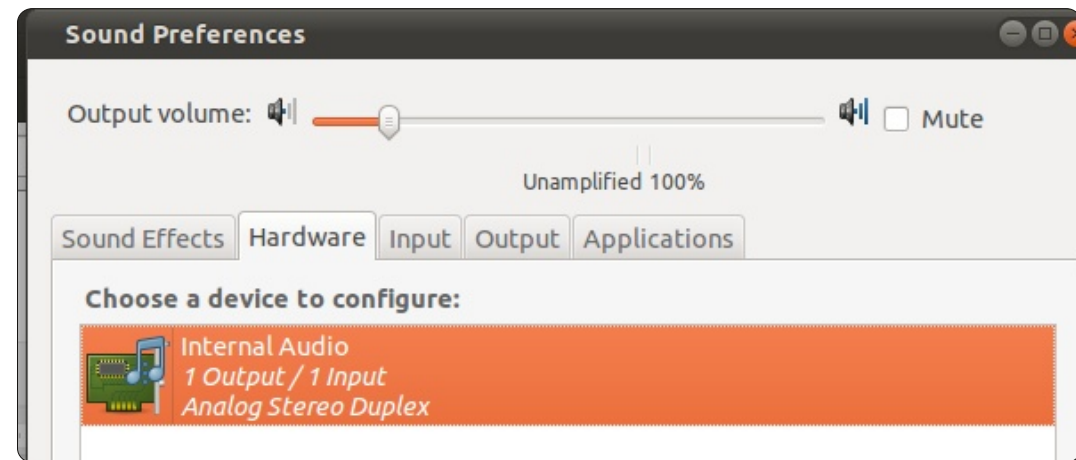 Sound Preferences
Output volume: Mute
Unamplified 100%
Sound Effects Hardware Input Output Applications
Choose a device to configure:
Internal Audio
1 Output / 1 Input
Analog Stereo Duplex